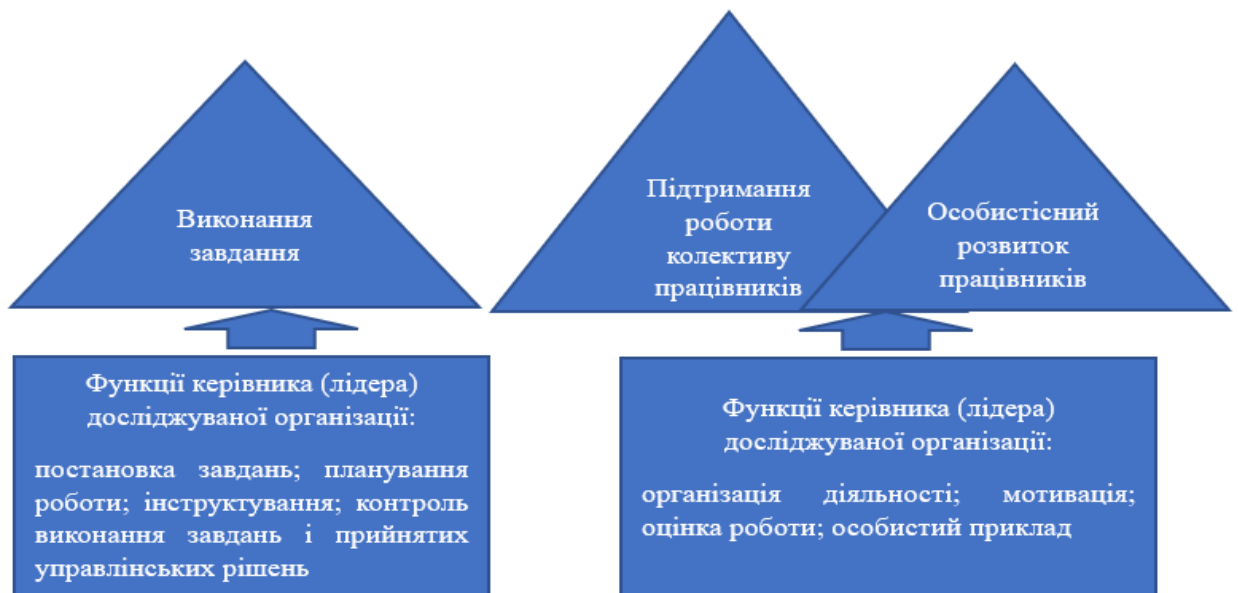 Виконання
завдання
Підтримання
роботи
колективу
працівників
Особистісний
розвиток
працівників
Функції керівника (лідера)
досліджуваної організації:
постановка завдань; планування
роботи; інструктування; контроль
виконання завдань і прийнятих
управлінських рішень
Функції керівника (лідера)
досліджуваної організації:
організація діяльності; мотивація;
оцінка роботи; особистий приклад